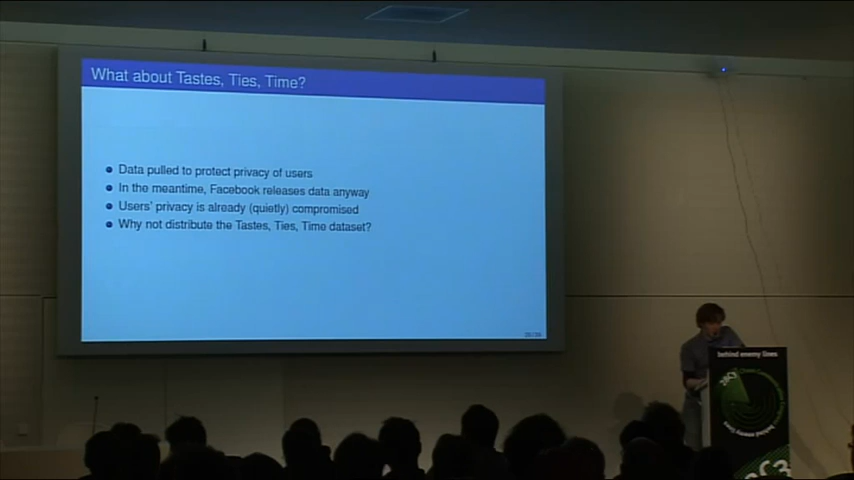 What about Tastes, Ties, Time?
Data pulled to protect privacy of users
In the meantime, Facebook releases data anyway
Users' privacy is already (quietly) compromised
Why not distribute the Tastes, Ties, Time dataset?
behind enemy lines